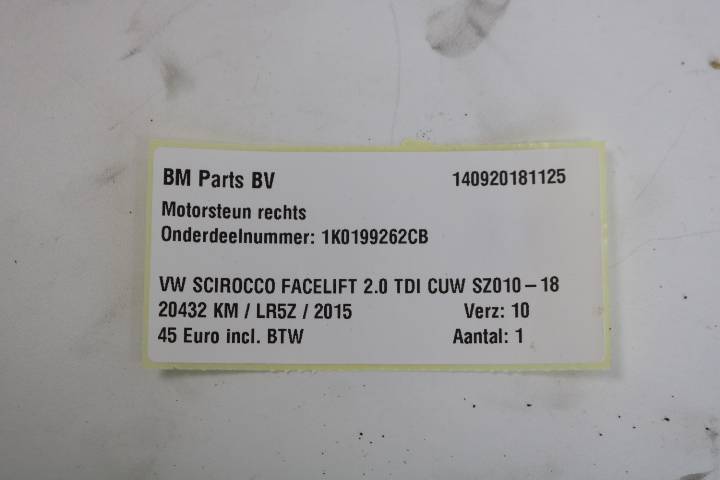 BM Parts BV 140920181125
Motorsteun rechts
Onderdeelnummer: 1K0199262CB
VW SCIROCCO FACELIFT 2.0 TDI CUW SZ010-18
20432 KM / LR5Z / 2015 Verz: 10
45 Euro incl. BTW Aantal: 1